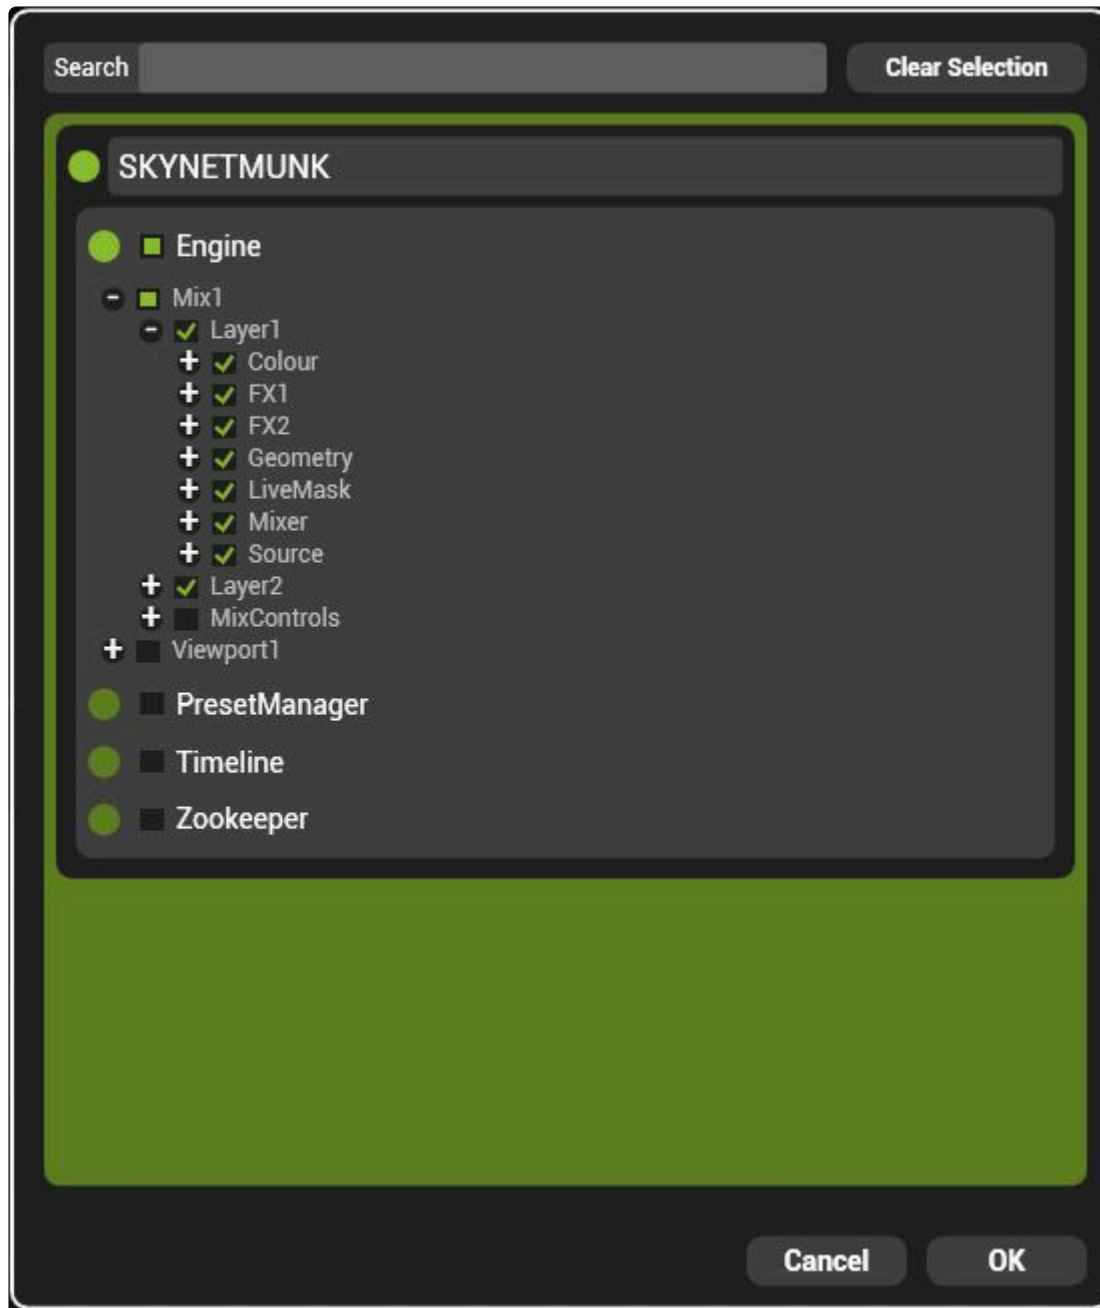 Search
Clear Selection
SKYNETMUNK
Engine
Mix1
Layer1
Colour
FX1
FX2
Geometry
LiveMask
Mixer
Source
Layer2
MixControls
Viewport1
PresetManager
Timeline
Zookeeper
Cancel OK